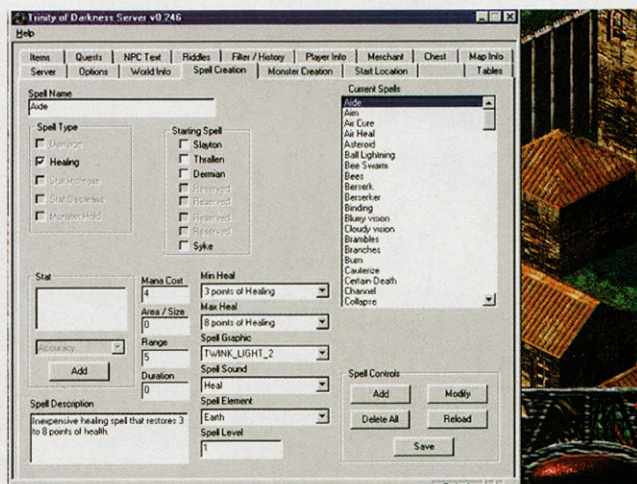 Trinity of Darkness Server v0.246
Help
Items Quests NPC Text Riddles Filter / History Player Info Merchant Chest Map Info
Server Options World Info Spell Creation Monster Creation Start Location Tables
Spell Name
Aide
Spell Type
Damage
Healing
Stat Increase
Stat Decrease
Monster Hold
Starting Spell
Slayton
Thrallen
Dermian
Reserved
Reserved
Reserved
Reserved
Syke
Current Spells
Aide
Aim
Air Cure
Air Heal
Asteroid
Ball Lightning
Bee Swarm
Bees
Berserk
Berserker
Binding
Blurry vision
Cloudy vision
Brambles
Branches
Burn
Cauterize
Certain Death
Channel
Collapse
Stat
Accuracy
Add
Mana Cost
4
Area / Size
0
Range
5
Duration
0
Min Heal
3 points of Healing
Max Heal
8 points of Healing
Spell Graphic
TWINK_LIGHT_2
Spell Sound
Heal
Spell Element
Earth
Spell Level
1
Spell Description
Inexpensive healing spell that restores 3
to 8 points of health.
Spell Controls
Add Modify
Delete All Reload
Save